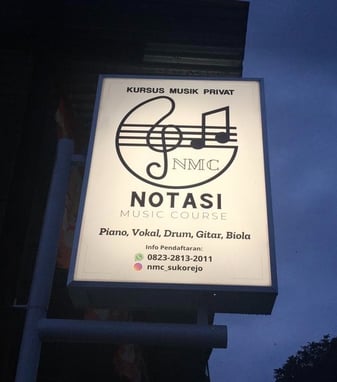 KURSUS MUSIK PRIVAT
NMC
NOTASI
MUSIC COURSE
Piano, Vokal, Drum, Gitar, Biola
Info Pendaftaran:
0823-2813-2011
nmc_sukorejo